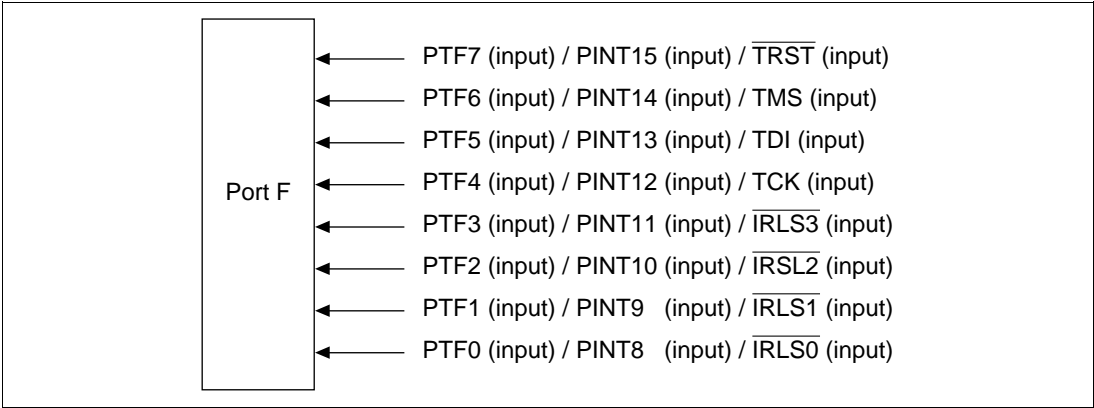 PTF7 (input) / PINT15 (input) / TRST (input)
PTF6 (input) / PINT14 (input) / TMS (input)
PTF5 (input) / PINT13 (input) / TDI (input)
Port F
PTF4 (input) / PINT12 (input) / TCK (input)
PTF3 (input) / PINT11 (input) / IRLS3 (input)
PTF2 (input) / PINT10 (input) / IRSL2 (input)
PTF1 (input) / PINT9 (input) / IRLS1 (input)
PTF0 (input) / PINT8 (input) / IRLS0 (input)